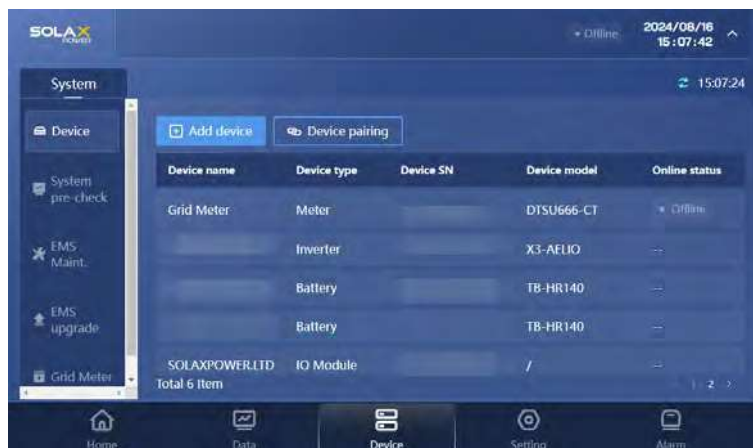 SOLAX
POWER
• Offline
2024/08/16
15:07:42
System
15:07:24
Device
Add device
Device pairing
Device name Device type Device SN Device model Online status
System
pre-check
Grid Meter Meter DTSU666-CT • Offline
EMS
Maint.
Inverter X3-AELIO --
Battery TB-HR140 --
EMS
upgrade
Battery TB-HR140 --
Grid Meter
SOLAXPOWER.LTD IO Module / --
Total 6 Item
1 2 >
Home Data Device Setting Alarm